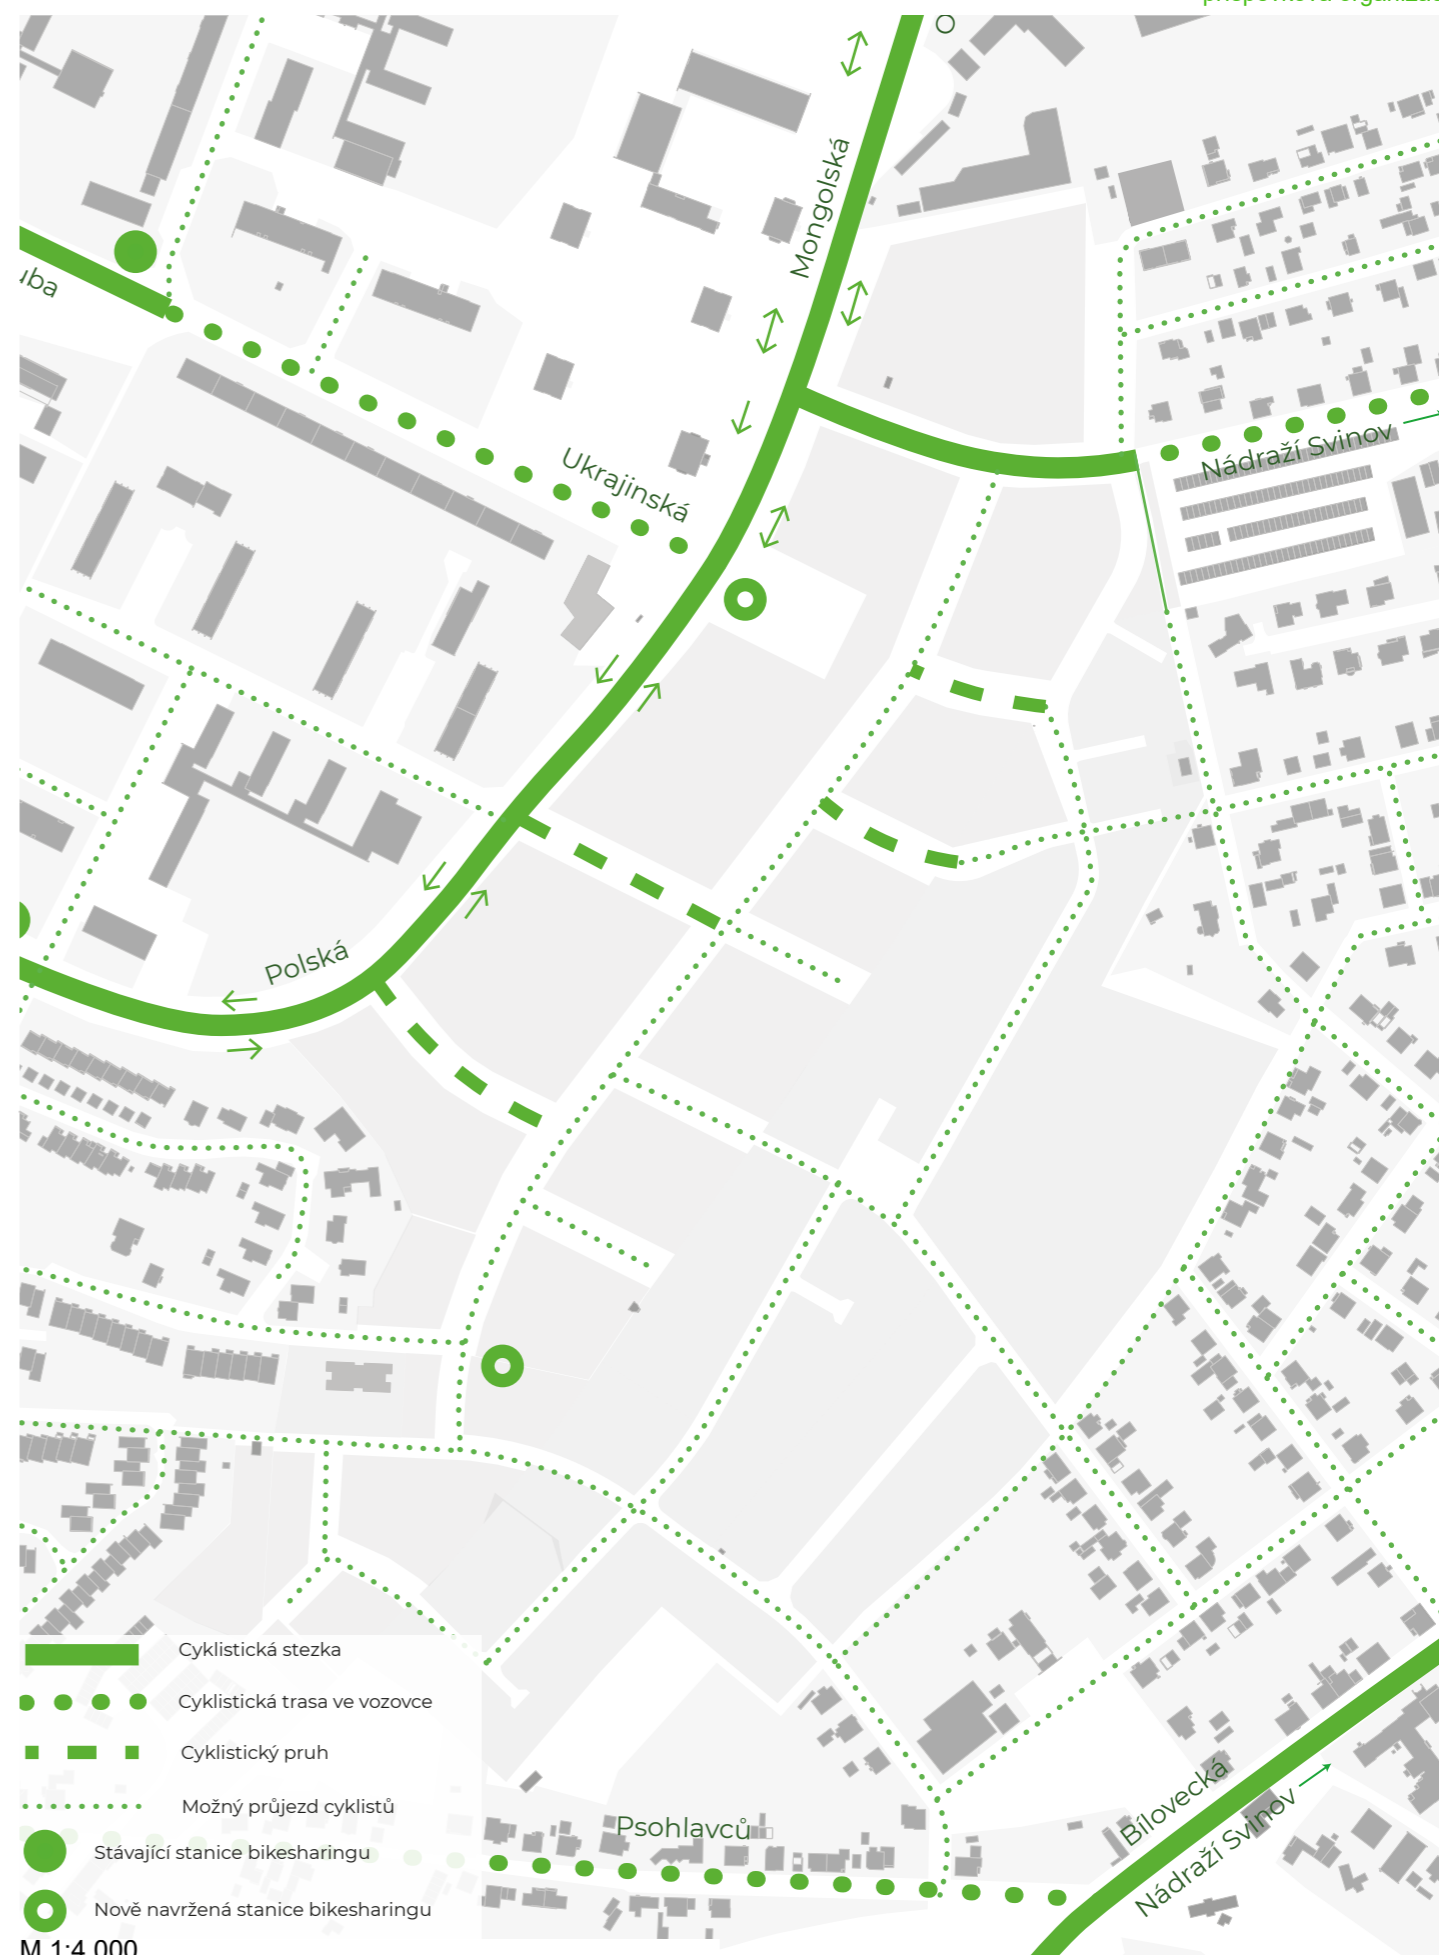 Mongolská
Ukrajinská
Nádraží Svinov
Polská
Cyklistická stezka
Cyklistická trasa ve vozovce
Cyklistický pruh
Možný průjezd cyklistů
Stávající stanice bikesharingu
Nově navržená stanice bikesharingu
Psohlavců
Bílovecká
Nádraží Svinov
M 1:4 000